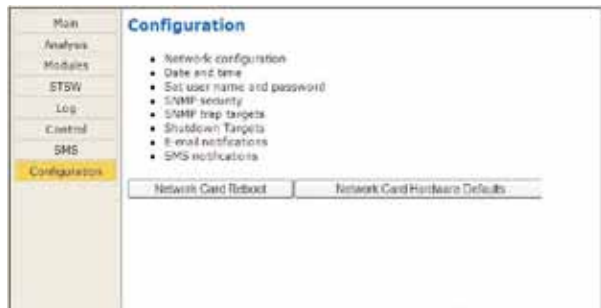 Main
Analysis
Modules
STSW
Log
Control
SMS
Configuration
Configuration
Network configuration
Date and time
Set user name and password
SNMP security
SNMP trap targets
Shutdown Targets
E-mail notifications
SMS notifications
Network Card Reboot
Network Card Hardware Defaults